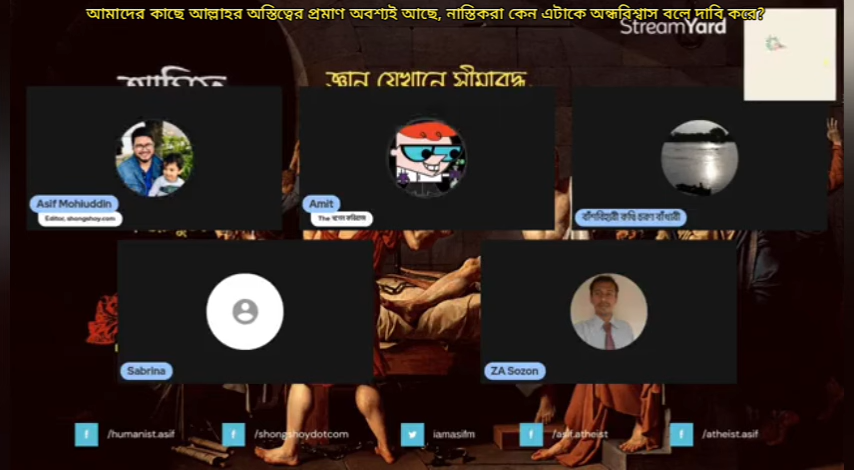 আমাদের কাছে আল্লাহর অস্তিত্বের প্রমাণ অবশ্যই আছে, নাস্তিকরা কেন এটাকে অন্ধবিশ্বাস বলে দাবি করে?
StreamYard
জ্ঞান যেখানে সীমাবদ্ধ
Asif Mohiuddin
Editor, shongshoy.com
Amit
The
Sabrina
ZA Sozon
/humanist.asif
/shongshoydotcom
iamasifm
/asif.atheist
/atheist.asif